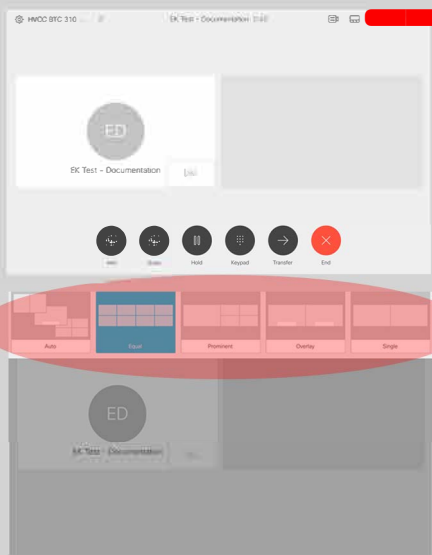 HVCC BTC 310
EK Test - Documentation
ED
EK Test - Documentation
Hold Keypad Transfer End
Auto Equal Prominent Overlay Single
ED
EK Test - Documentation